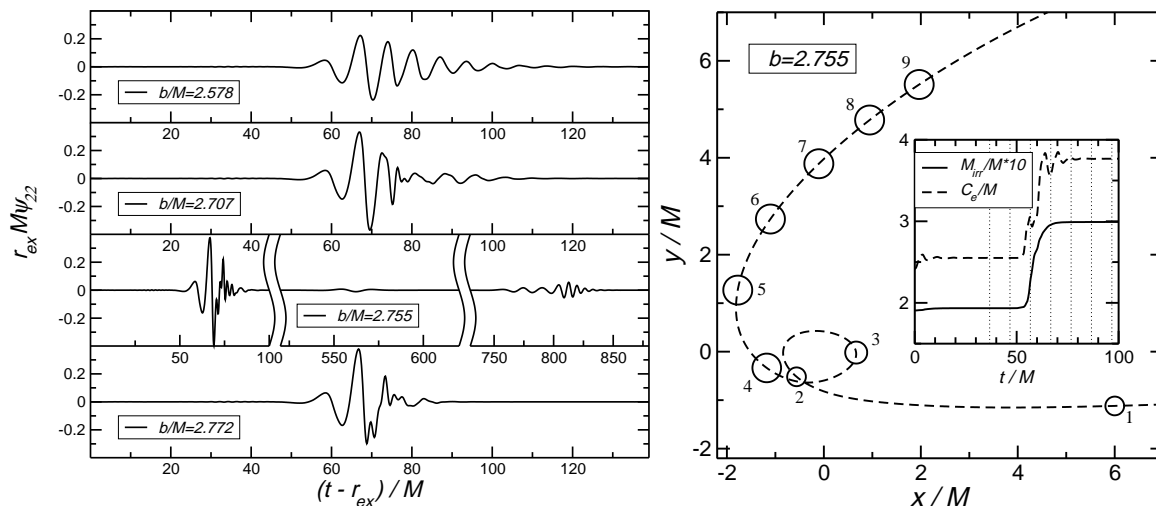 r_ex Mψ_22
0.2
0
-0.2
b/M=2.578
20 40 60 80 100 120
0.2
0
-0.2
b/M=2.707
20 40 60 80 100 120
0.2
0
-0.2
b/M=2.755
50 100 550 600 750 800 850
0.2
0
-0.2
b/M=2.772
20 40 60 80 100 120
(t - r_ex) / M
y / M
6
4
2
0
-2
b=2.755
9
8
7
6
5
4
3
2
1
-2 0 2 4 6
x / M
4
3
2
M_irr/M*10
C_e/M
0 50 100
t / M